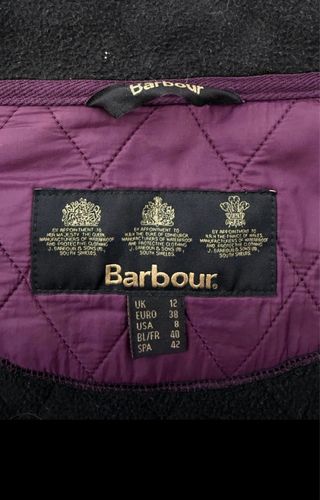 Barbour
BY APPOINTMENT TO
HER MAJESTY THE QUEEN
MANUFACTURERS OF WATERPROOF
AND PROTECTIVE CLOTHING
J. BARBOUR & SONS LTD
SOUTH SHIELDS
BY APPOINTMENT TO
H.R.H. THE DUKE OF EDINBURGH
MANUFACTURERS OF WATERPROOF
AND PROTECTIVE CLOTHING
J. BARBOUR & SONS LTD
SOUTH SHIELDS
BY APPOINTMENT TO
H.R.H. THE PRINCE OF WALES
MANUFACTURERS OF WATERPROOF
AND PROTECTIVE CLOTHING
J. BARBOUR & SONS LTD
SOUTH SHIELDS
Barbour®
UK 12
EURO 38
USA 8
BL/FR 40
SPA 42